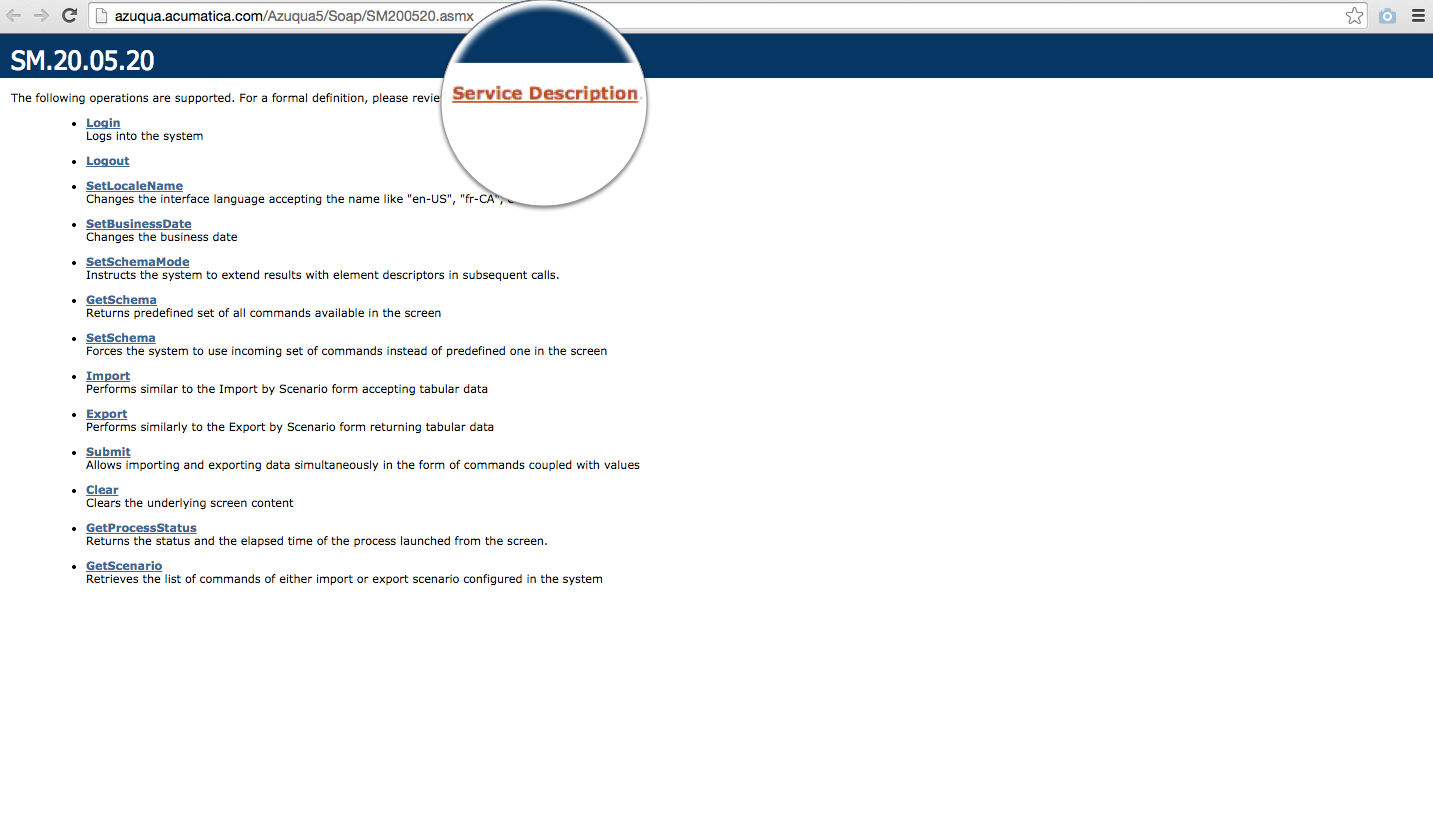 azuqua.acumatica.com/Azuqua5/Soap/SM200520.asmx
SM.20.05.20
The following operations are supported. For a formal definition, please Service Description
Login
Logs into the system
Logout
SetLocaleName
Changes the interface language accepting the name like "en-US", "fr-CA",
SetBusinessDate
Changes the business date
SetSchemaMode
Instructs the system to extend results with element descriptors in subsequent calls.
GetSchema
Returns predefined set of all commands available in the screen
SetSchema
Forces the system to use incoming set of commands instead of predefined one in the screen
Import
Performs similar to the Import by Scenario form accepting tabular data
Export
Performs similarly to the Export by Scenario form returning tabular data
Submit
Allows importing and exporting data simultaneously in the form of commands coupled with values
Clear
Clears the underlying screen content
GetProcessStatus
Returns the status and the elapsed time of the process launched from the screen.
GetScenario
Retrieves the list of commands of either import or export scenario configured in the system